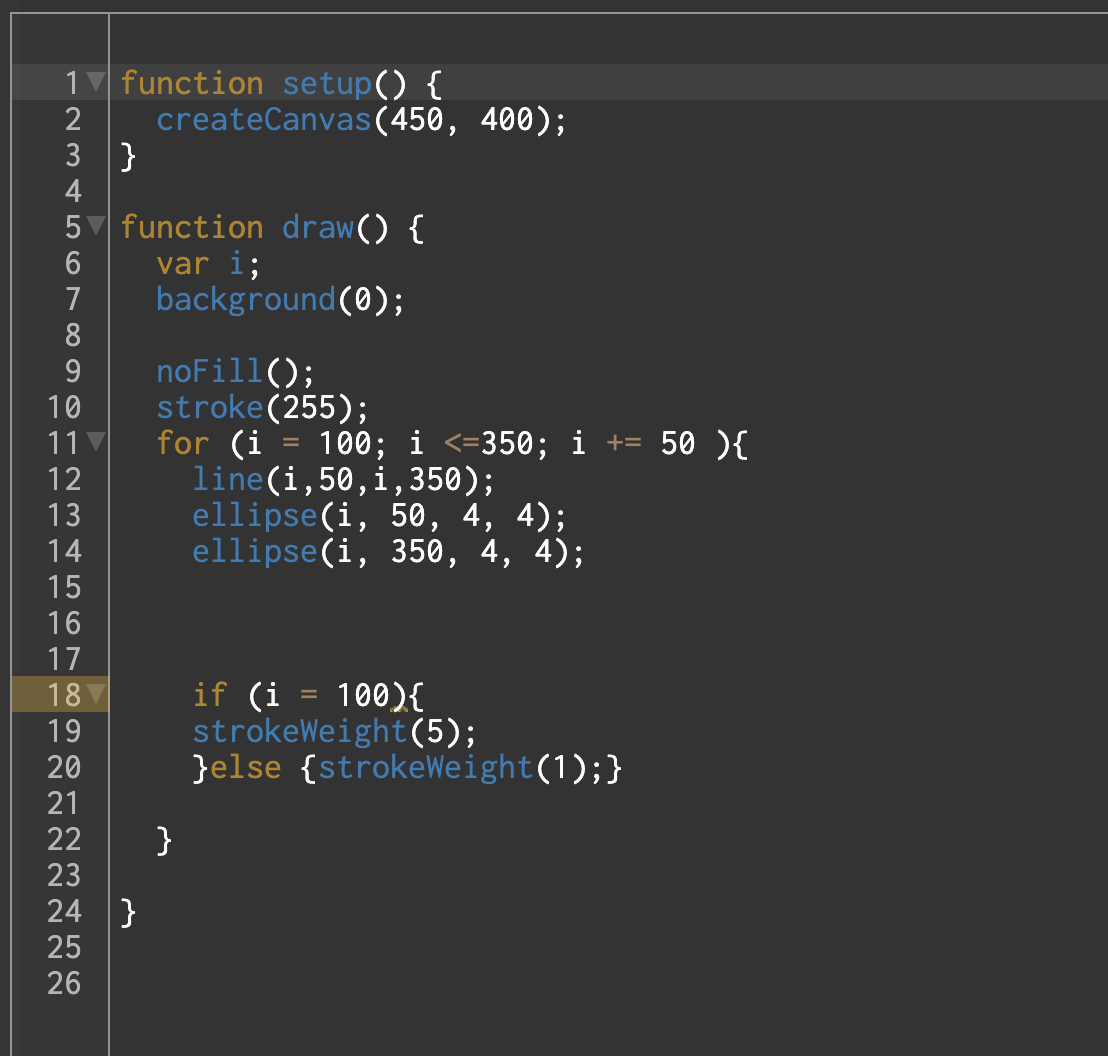 1 function setup() {
2 createCanvas(450, 400);
3 }
4
5 function draw() {
6 var i;
7 background(0);
8
9 noFill();
10 stroke(255);
11 for (i = 100; i <=350; i += 50 ){
12 line(i,50,i,350);
13 ellipse(i, 50, 4, 4);
14 ellipse(i, 350, 4, 4);
15
16
17
18 if (i = 100){
19 strokeWeight(5);
20 }else {strokeWeight(1);}
21
22 }
23
24 }
25
26